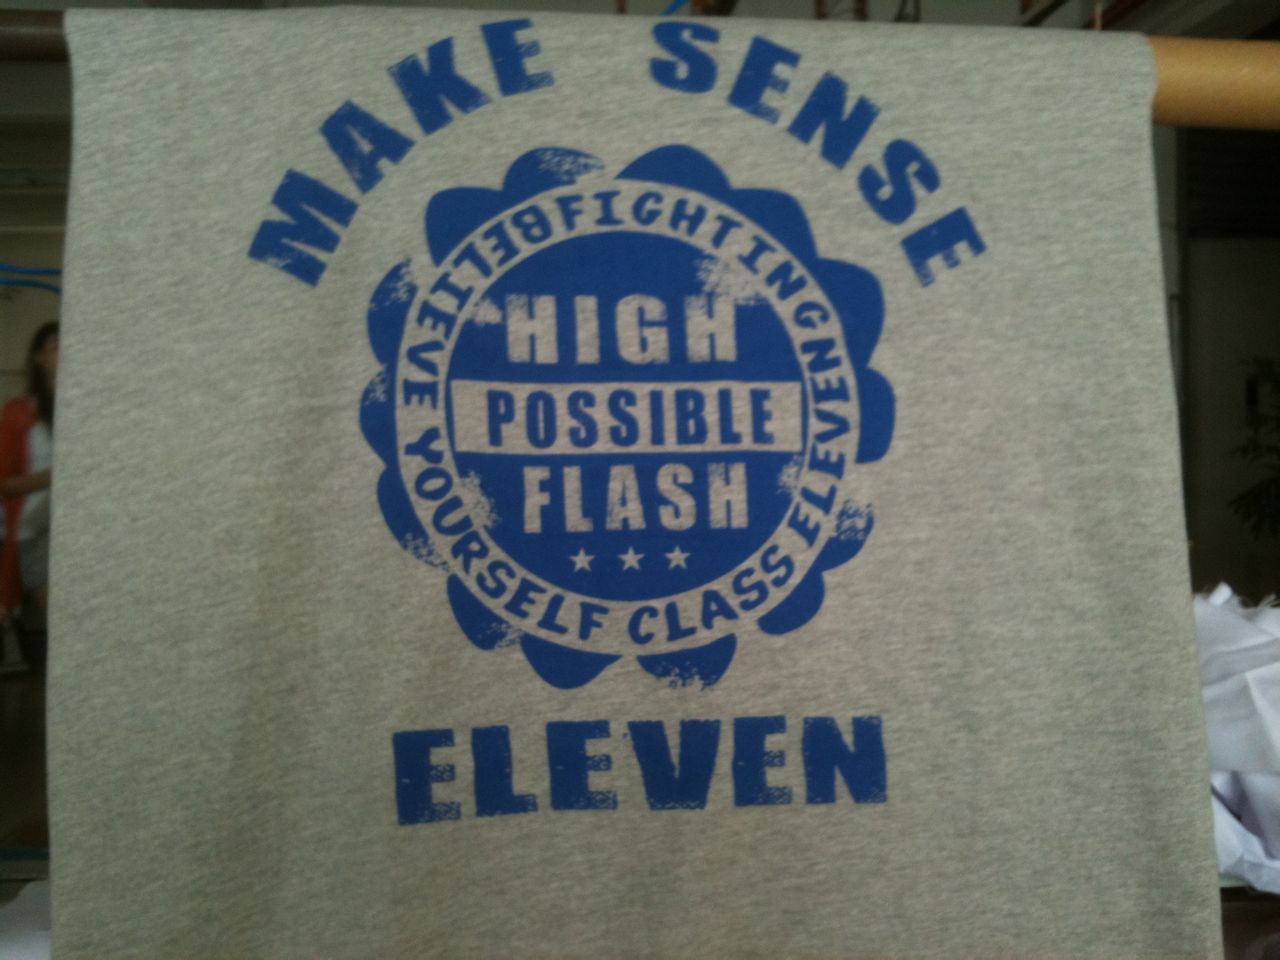 MAKE SENSE
FIGHTING
BELIEVE YOURSELF CLASS ELEVEN
HIGH
POSSIBLE
FLASH
ELEVEN